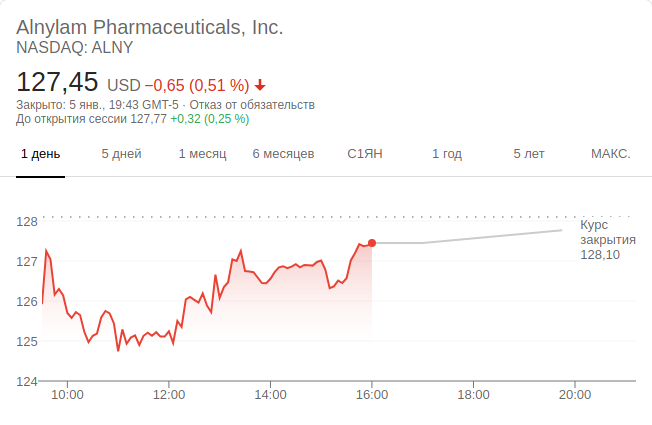 Alnylam Pharmaceuticals, Inc.
NASDAQ: ALNY
127,45 USD −0,65 (0,51 %)
Закрыто: 5 янв., 19:43 GMT-5 · Отказ от обязательств
До открытия сессии 127,77 +0,32 (0,25 %)
1 день 5 дней 1 месяц 6 месяцев С1ЯН 1 год 5 лет МАКС.
128
127
126
125
124
Курс
закрытия
128,10
10:00 12:00 14:00 16:00 18:00 20:00